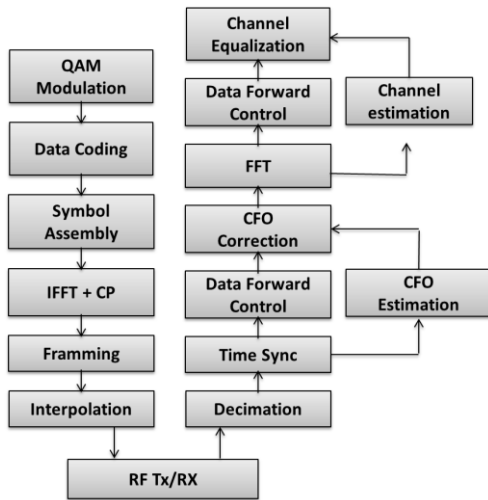 QAM
Modulation
Data Coding
Symbol
Assembly
IFFT + CP
Framming
Interpolation
RF Tx/RX
Decimation
Time Sync
Data Forward
Control
CFO
Estimation
CFO
Correction
FFT
Data Forward
Control
Channel
estimation
Channel
Equalization